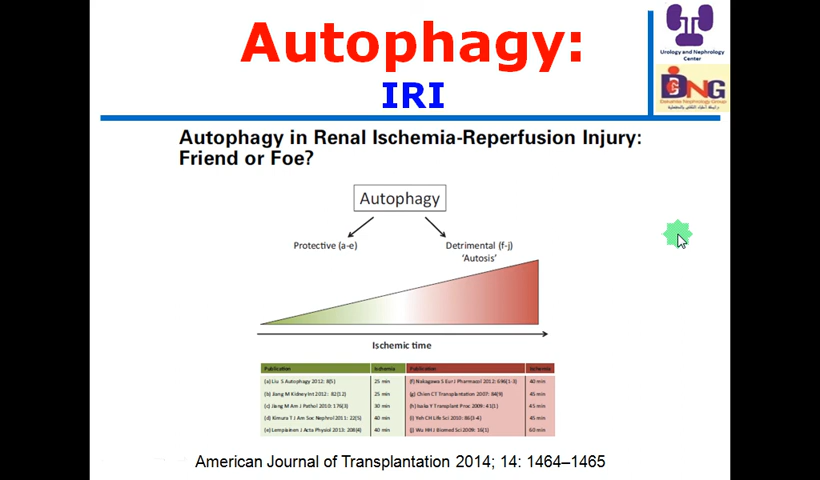 Autophagy:
IRI
Urology and Nephrology
Center
DNG
Dakahlia Nephrology Group
Autophagy in Renal Ischemia-Reperfusion Injury:
Friend or Foe?
Autophagy
Protective (a-e)
Detrimental (f-j)
'Autosis'
Ischemic time
Publication Ischemia Publication Ischemia
(a) Liu S Autophagy 2012: 8(5) 25 min (f) Nakagawa S Eur J Pharmacol 2012: 696(1-3) 40 min
(b) Jiang M Kidney Int 2012: 82(12) 25 min (g) Chien CT Transplantation 2007: 84(9) 45 min
(c) Jiang M Am J Pathol 2010: 176(3) 30 min (h) Isaka Y Transplant Proc 2009: 41(1) 45 min
(d) Kimura T J Am Soc Nephrol 2011: 22(5) 40 min (i) Yeh CH Life Sci 2010: 86(3-4) 45 min
(e) Lempiainen J Acta Physiol 2013: 208(4) 40 min (j) Wu HH J Biomed Sci 2009: 16(1) 60 min
American Journal of Transplantation 2014; 14: 1464–1465